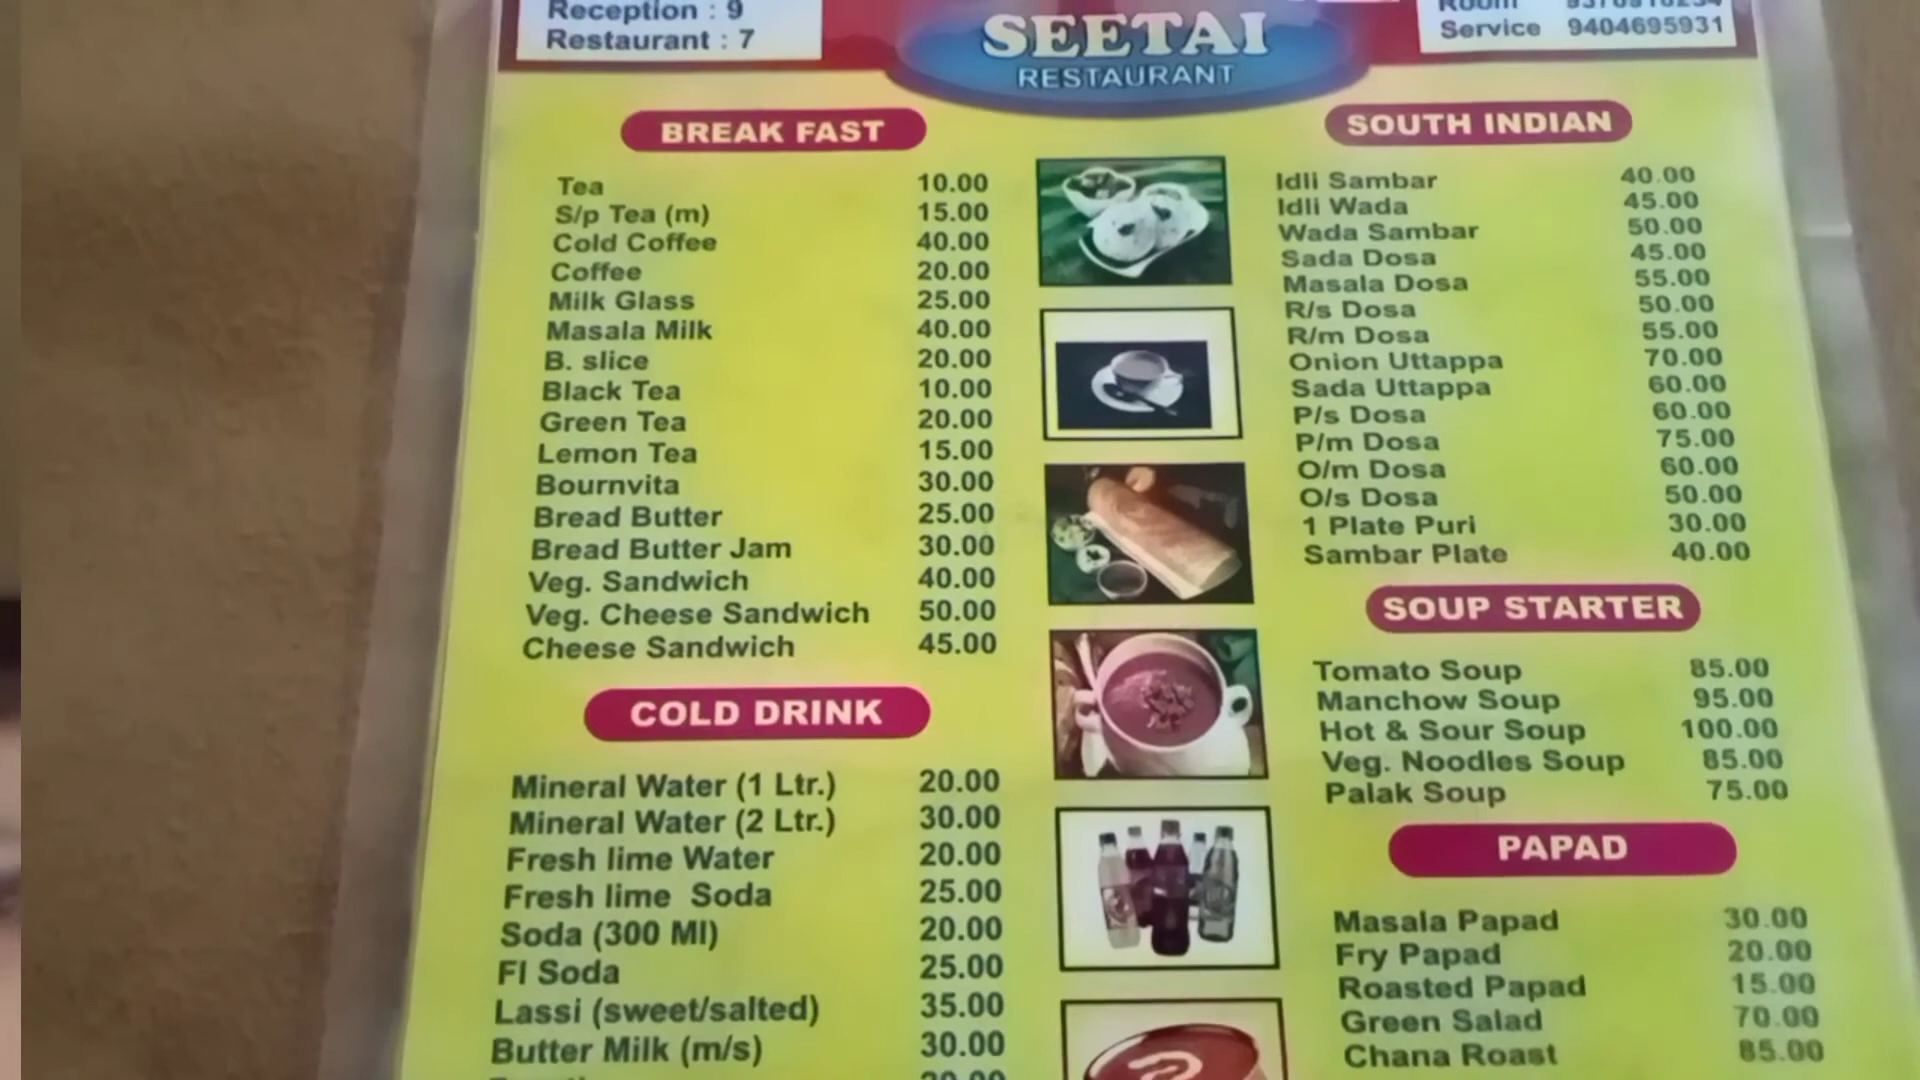 Reception : 9
Restaurant : 7
SEETAI
RESTAURANT
Room
Service 9404695931
BREAK FAST
Tea 10.00
S/p Tea (m) 15.00
Cold Coffee 40.00
Coffee 20.00
Milk Glass 25.00
Masala Milk 40.00
B. slice 20.00
Black Tea 10.00
Green Tea 20.00
Lemon Tea 15.00
Bournvita 30.00
Bread Butter 25.00
Bread Butter Jam 30.00
Veg. Sandwich 40.00
Veg. Cheese Sandwich 50.00
Cheese Sandwich 45.00
COLD DRINK
Mineral Water (1 Ltr.) 20.00
Mineral Water (2 Ltr.) 30.00
Fresh lime Water 20.00
Fresh lime Soda 25.00
Soda (300 Ml) 20.00
Fl Soda 25.00
Lassi (sweet/salted) 35.00
Butter Milk (m/s) 30.00
SOUTH INDIAN
Idli Sambar 40.00
Idli Wada 45.00
Wada Sambar 50.00
Sada Dosa 45.00
Masala Dosa 55.00
R/s Dosa 50.00
R/m Dosa 55.00
Onion Uttappa 70.00
Sada Uttappa 60.00
P/s Dosa 60.00
P/m Dosa 75.00
O/m Dosa 60.00
O/s Dosa 50.00
1 Plate Puri 30.00
Sambar Plate 40.00
SOUP STARTER
Tomato Soup 85.00
Manchow Soup 95.00
Hot & Sour Soup 100.00
Veg. Noodles Soup 85.00
Palak Soup 75.00
PAPAD
Masala Papad 30.00
Fry Papad 20.00
Roasted Papad 15.00
Green Salad 70.00
Chana Roast 85.00